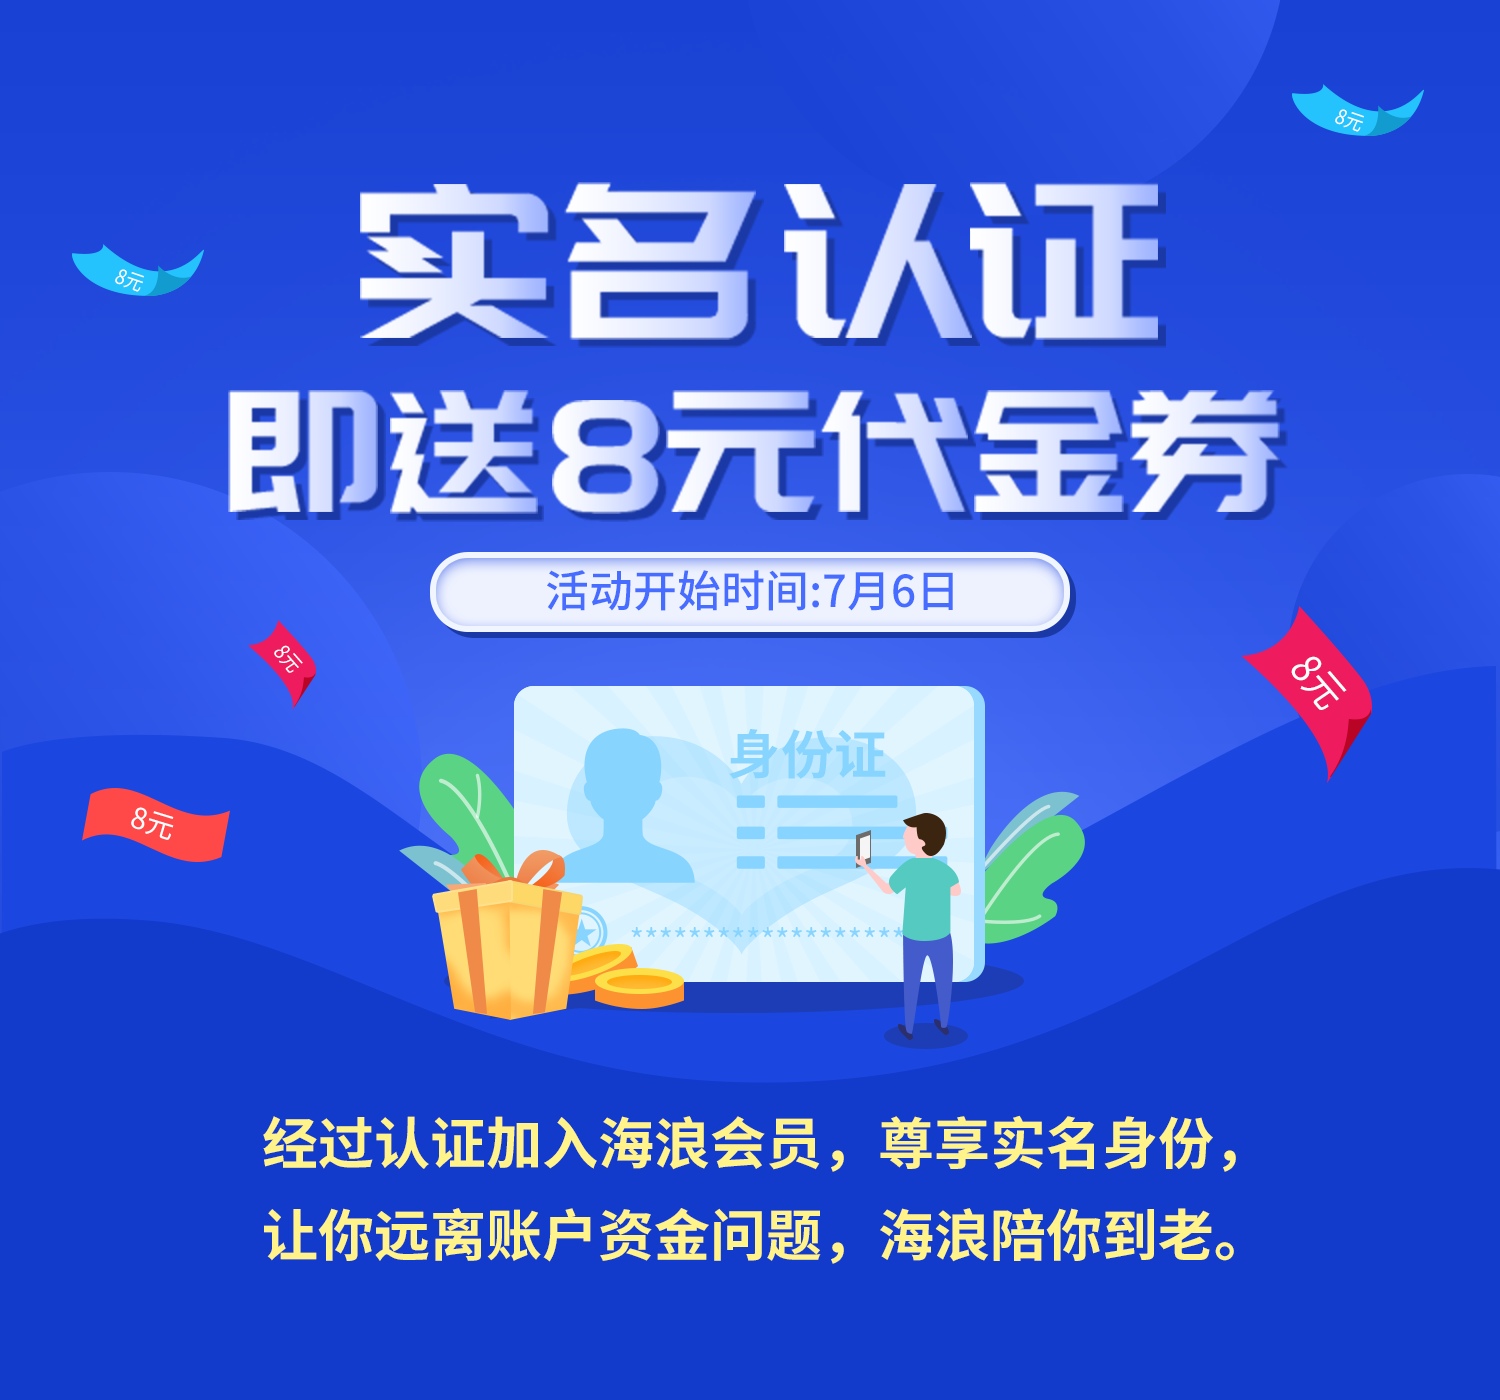 8元
实名认证
8元
即送8元代金券
活动开始时间:7月6日
8元
8元
身份证
8元
*******************
经过认证加入海浪会员，尊享实名身份，
让你远离账户资金问题，海浪陪你到老。